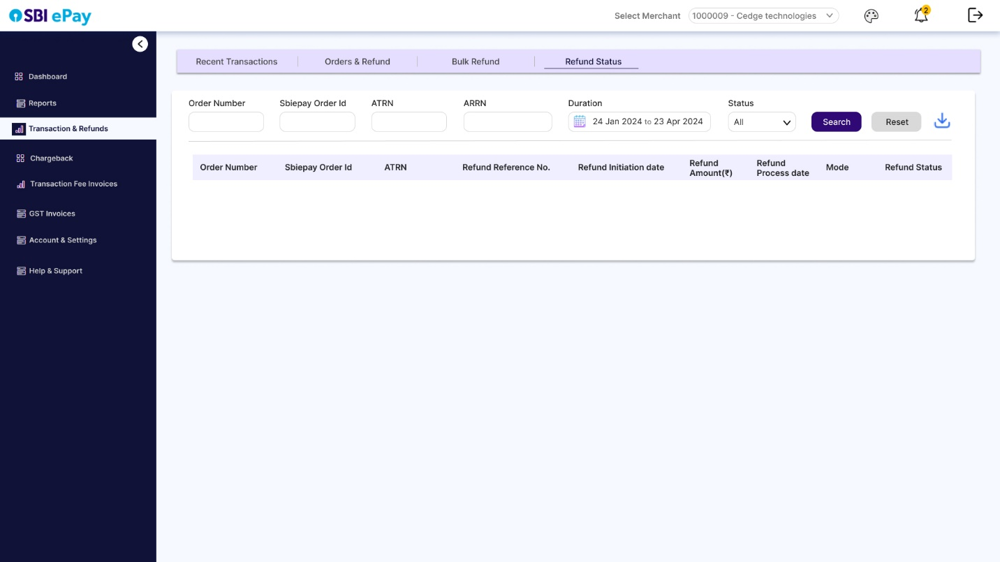 SBI ePay
Select Merchant 1000009 - Cedge technologies 2
Dashboard
Reports
Transaction & Refunds
Chargeback
Transaction Fee Invoices
GST Invoices
Account & Settings
Help & Support
Recent Transactions Orders & Refund Bulk Refund Refund Status
Order Number Sbiepay Order Id ATRN ARRN Duration Status
24 Jan 2024 to 23 Apr 2024 All Search Reset
Order Number Sbiepay Order Id ATRN Refund Reference No. Refund Initiation date Refund Amount(₹) Refund Process date Mode Refund Status